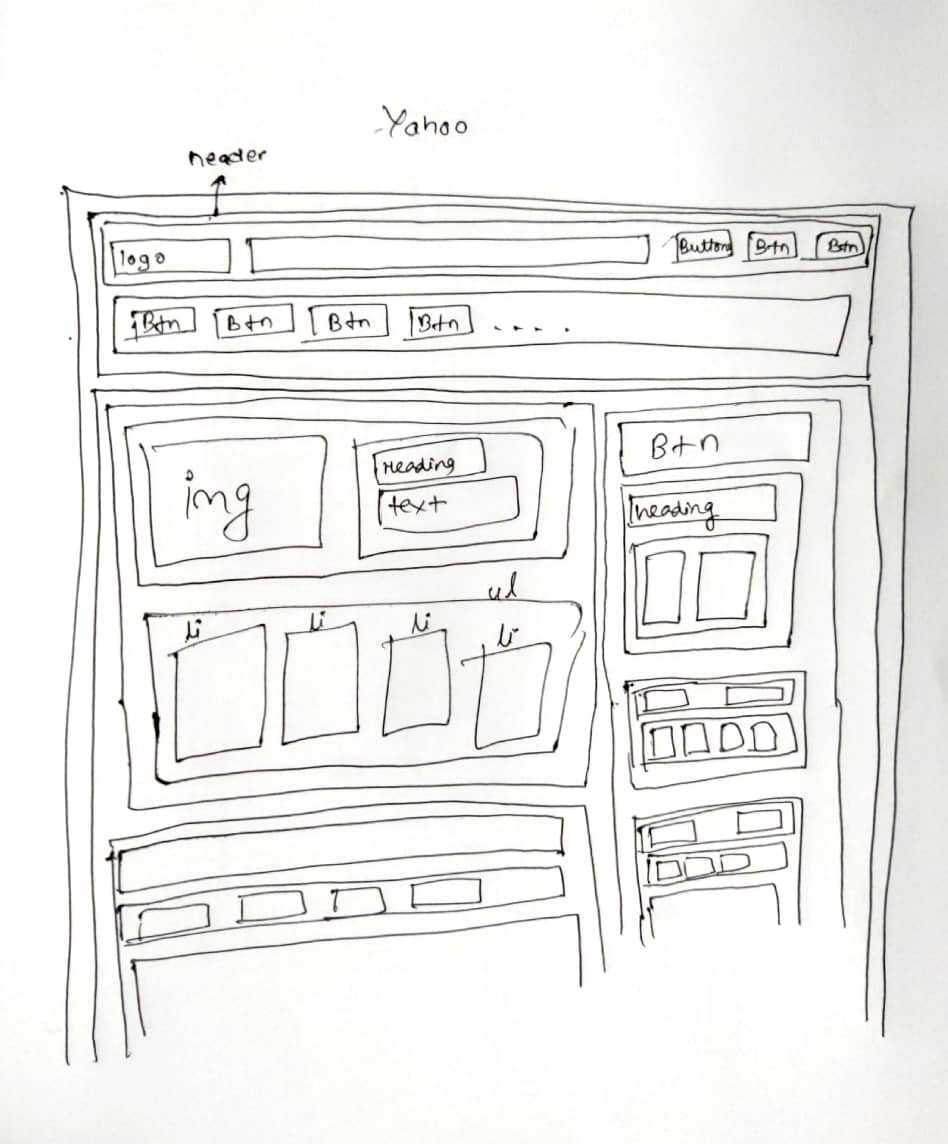 Yahoo
header
logo
Button Btn Btn
Btn Btn Btn Btn .....
img
Heading
text
Btn
heading
ul
li li li li